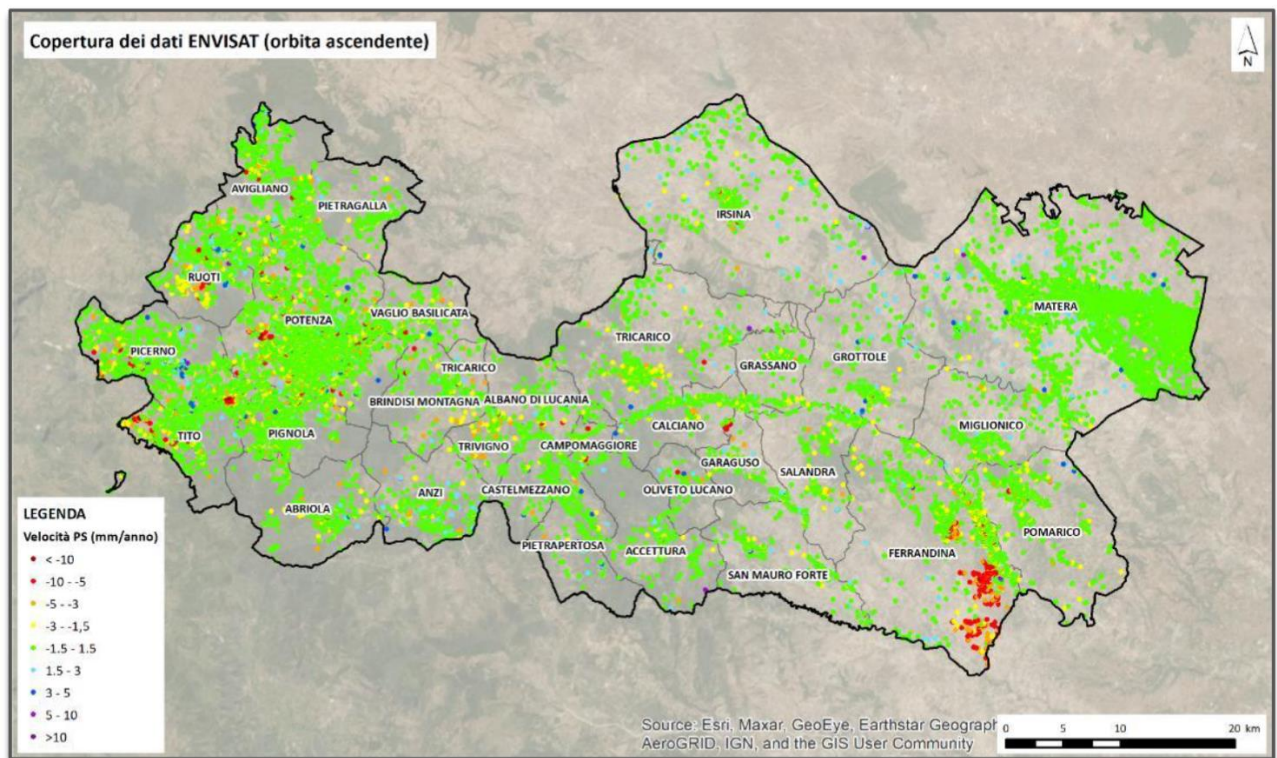 Copertura dei dati ENVISAT (orbita ascendente)
N
AVIGLIANO
PIETRAGALLA
IRSINA
RUOTI
MATERA
POTENZA
VAGLIO BASILICATA
PICERNO
TRICARICO
GROTTOLE
TRICARICO
GRASSANO
BRINDISI MONTAGNA
ALBANO DI LUCANIA
CALCIANO
MIGLIONICO
TITO
PIGNOLA
TRIVIGNO
CAMPOMAGGIORE
GARAGUSO
SALANDRA
ANZI
CASTELMEZZANO
OLIVETO LUCANO
ABRIOLA
POMARICO
PIETRAPERTOSA
ACCETTURA
FERRANDINA
SAN MAURO FORTE
LEGENDA
Velocità PS (mm/anno)
< -10
-10 - -5
-5 - -3
-3 - -1,5
-1.5 - 1.5
1.5 - 3
3 - 5
5 - 10
>10
Source: Esri, Maxar, GeoEye, Earthstar Geograph
AeroGRID, IGN, and the GIS User Community
0 5 10 20 km